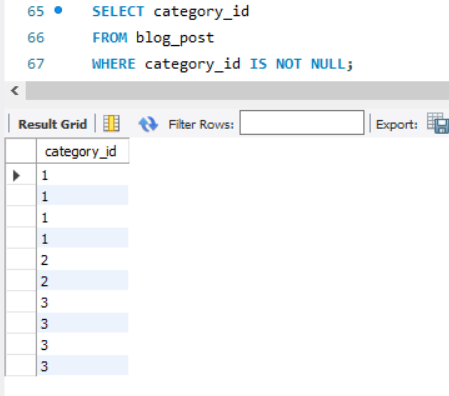 65 SELECT category_id
66 FROM blog_post
67 WHERE category_id IS NOT NULL;
Result Grid Filter Rows: Export:
category_id
1
1
1
1
2
2
3
3
3
3